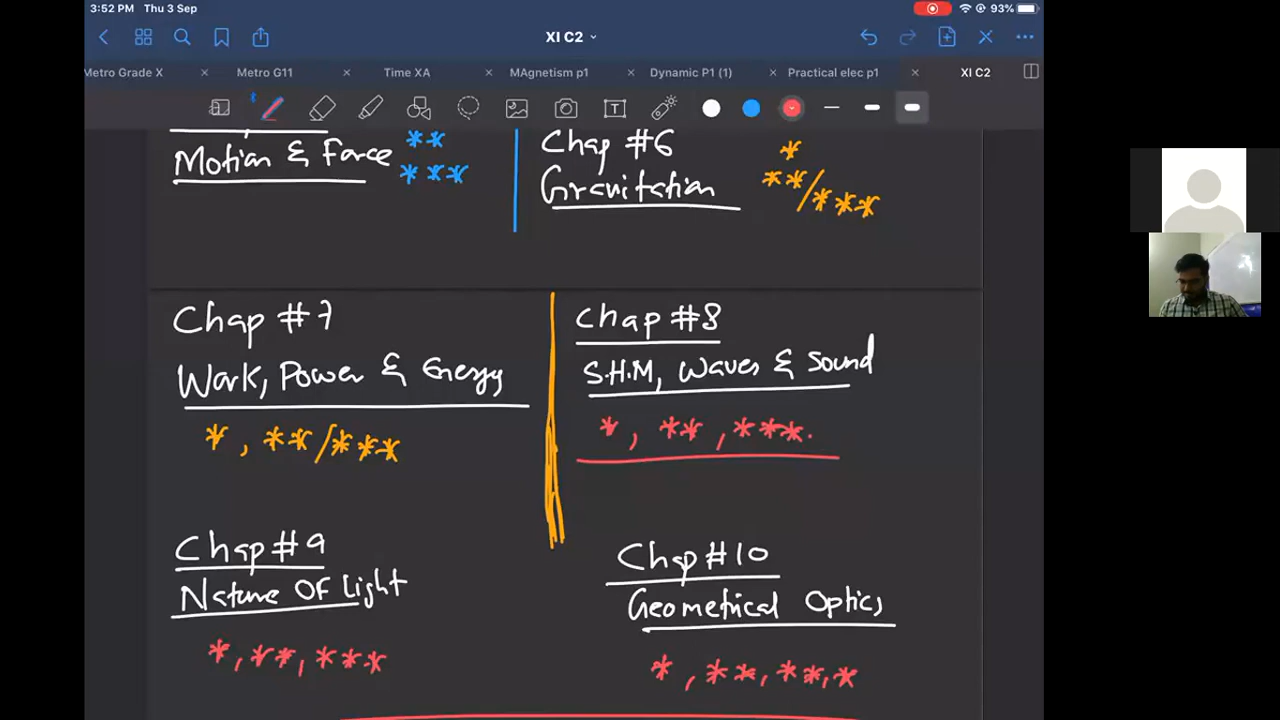 3:52 PM Thu 3 Sep
93%
XI C2
Metro Grade X
Metro G11
Time XA
MAgnetism p1
Dynamic P1 (1)
Practical elec p1
XI C2
T
Motion & Force **
***
Chap #6
Gravitation
*
**/***
Chap #7
Work, Power & Energy
*, **/***
Chap #8
S.H.M, Waves & Sound
*, **, ***.
Chap #9
Nature Of Light
*, **, ***
Chap #10
Geometrical Optics
*, **, **, *